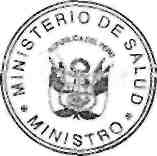 MINISTERIO DE SALUD
REPUBLICA DEL PERU
* MINISTRO *